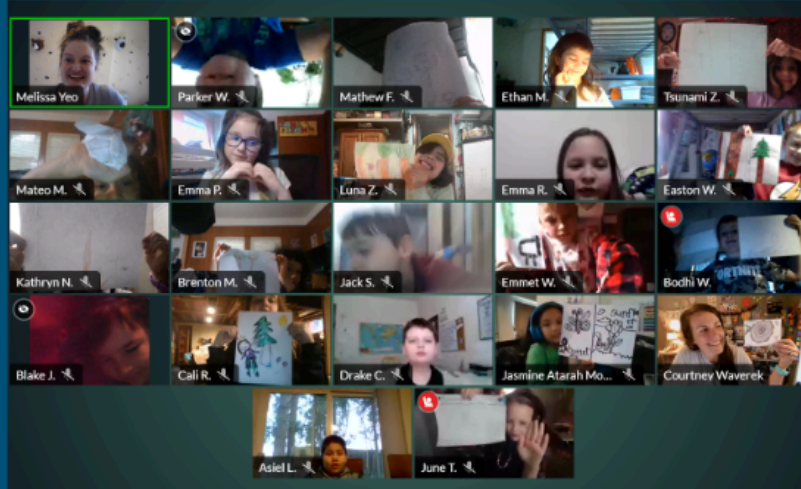 Melissa Yeo
Parker W.
Mathew F.
Ethan M.
Tsunami Z.
Mateo M.
Emma P.
Luna Z.
Emma R.
Easton W.
Kathryn N.
Brenton M.
Jack S.
Emmet W.
Bodhi W.
FORTNITE
Blake J.
Cali R.
Drake C.
Jasmine Atarah Mo...
Courtney Waverek
Asiel L.
June T.